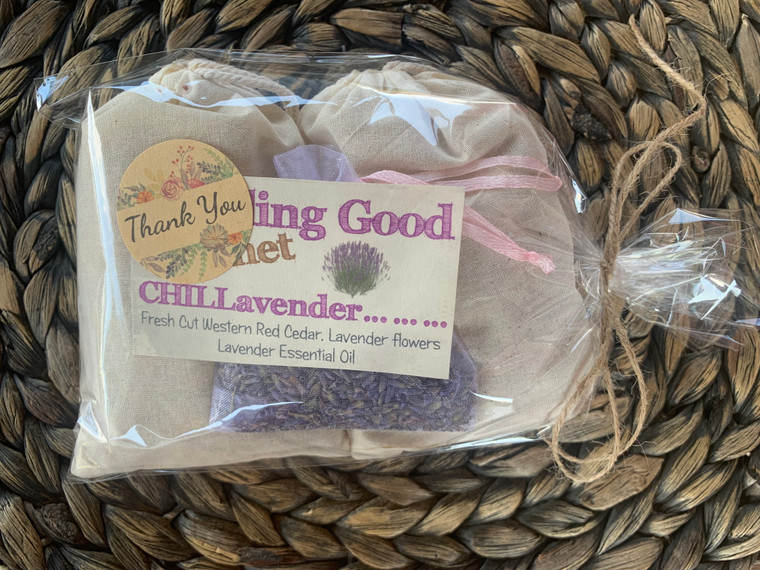 Thank You
ling Good
net
CHILLavender... ... ...
Fresh Cut Western Red Cedar. Lavender flowers
Lavender Essential Oil